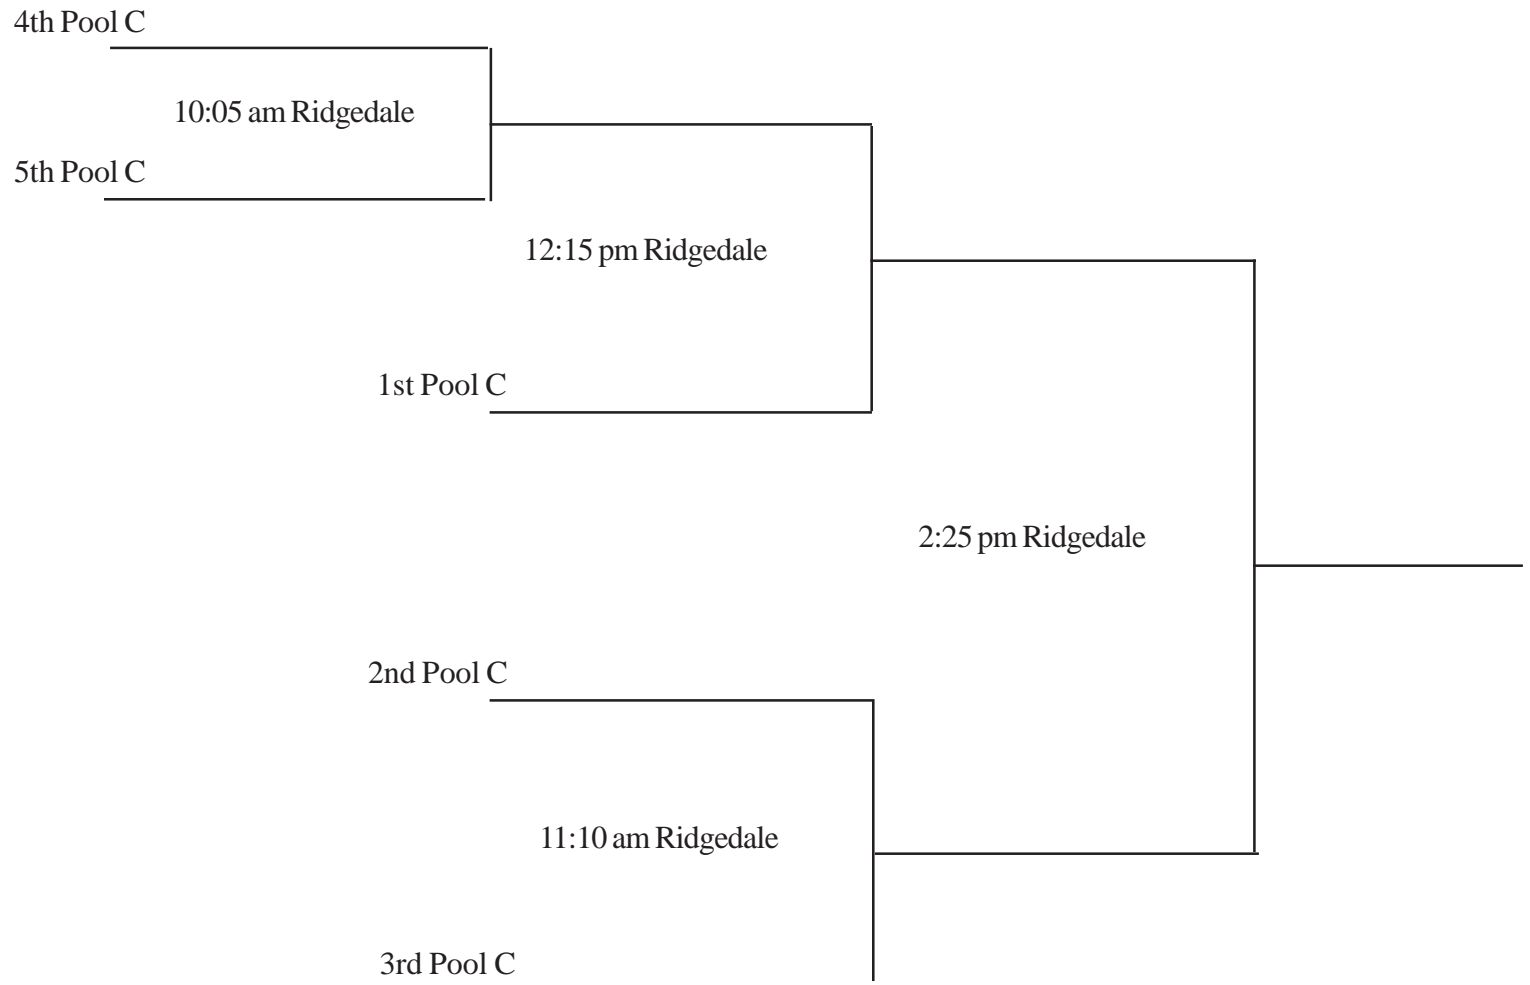 4th Pool C
10:05 am Ridgedale
5th Pool C
12:15 pm Ridgedale
1st Pool C
2:25 pm Ridgedale
2nd Pool C
11:10 am Ridgedale
3rd Pool C